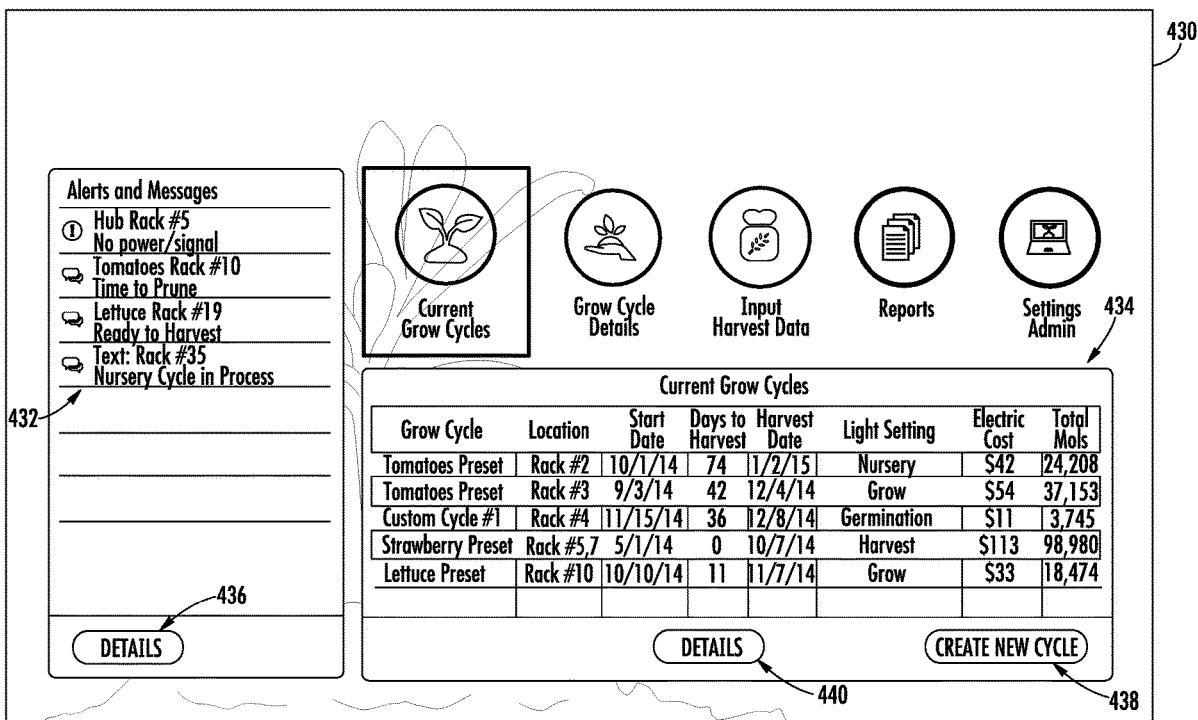 430
Alerts and Messages
Hub Rack #5
No power/signal
Tomatoes Rack #10
Time to Prune
Lettuce Rack #19
Ready to Harvest
Text: Rack #35
Nursery Cycle in Process
432
436
DETAILS
Current
Grow Cycles
Grow Cycle
Details
Input
Harvest Data
Reports
Settings
Admin
434
Current Grow Cycles
Grow Cycle Location Start Date Days to Harvest Harvest Date Light Setting Electric Cost Total Mols
Tomatoes Preset Rack #2 10/1/14 74 1/2/15 Nursery $42 24,208
Tomatoes Preset Rack #3 9/3/14 42 12/4/14 Grow $54 37,153
Custom Cycle #1 Rack #4 11/15/14 36 12/8/14 Germination $11 3,745
Strawberry Preset Rack #5,7 5/1/14 0 10/7/14 Harvest $113 98,980
Lettuce Preset Rack #10 10/10/14 11 11/7/14 Grow $33 18,474
DETAILS
CREATE NEW CYCLE
440
438